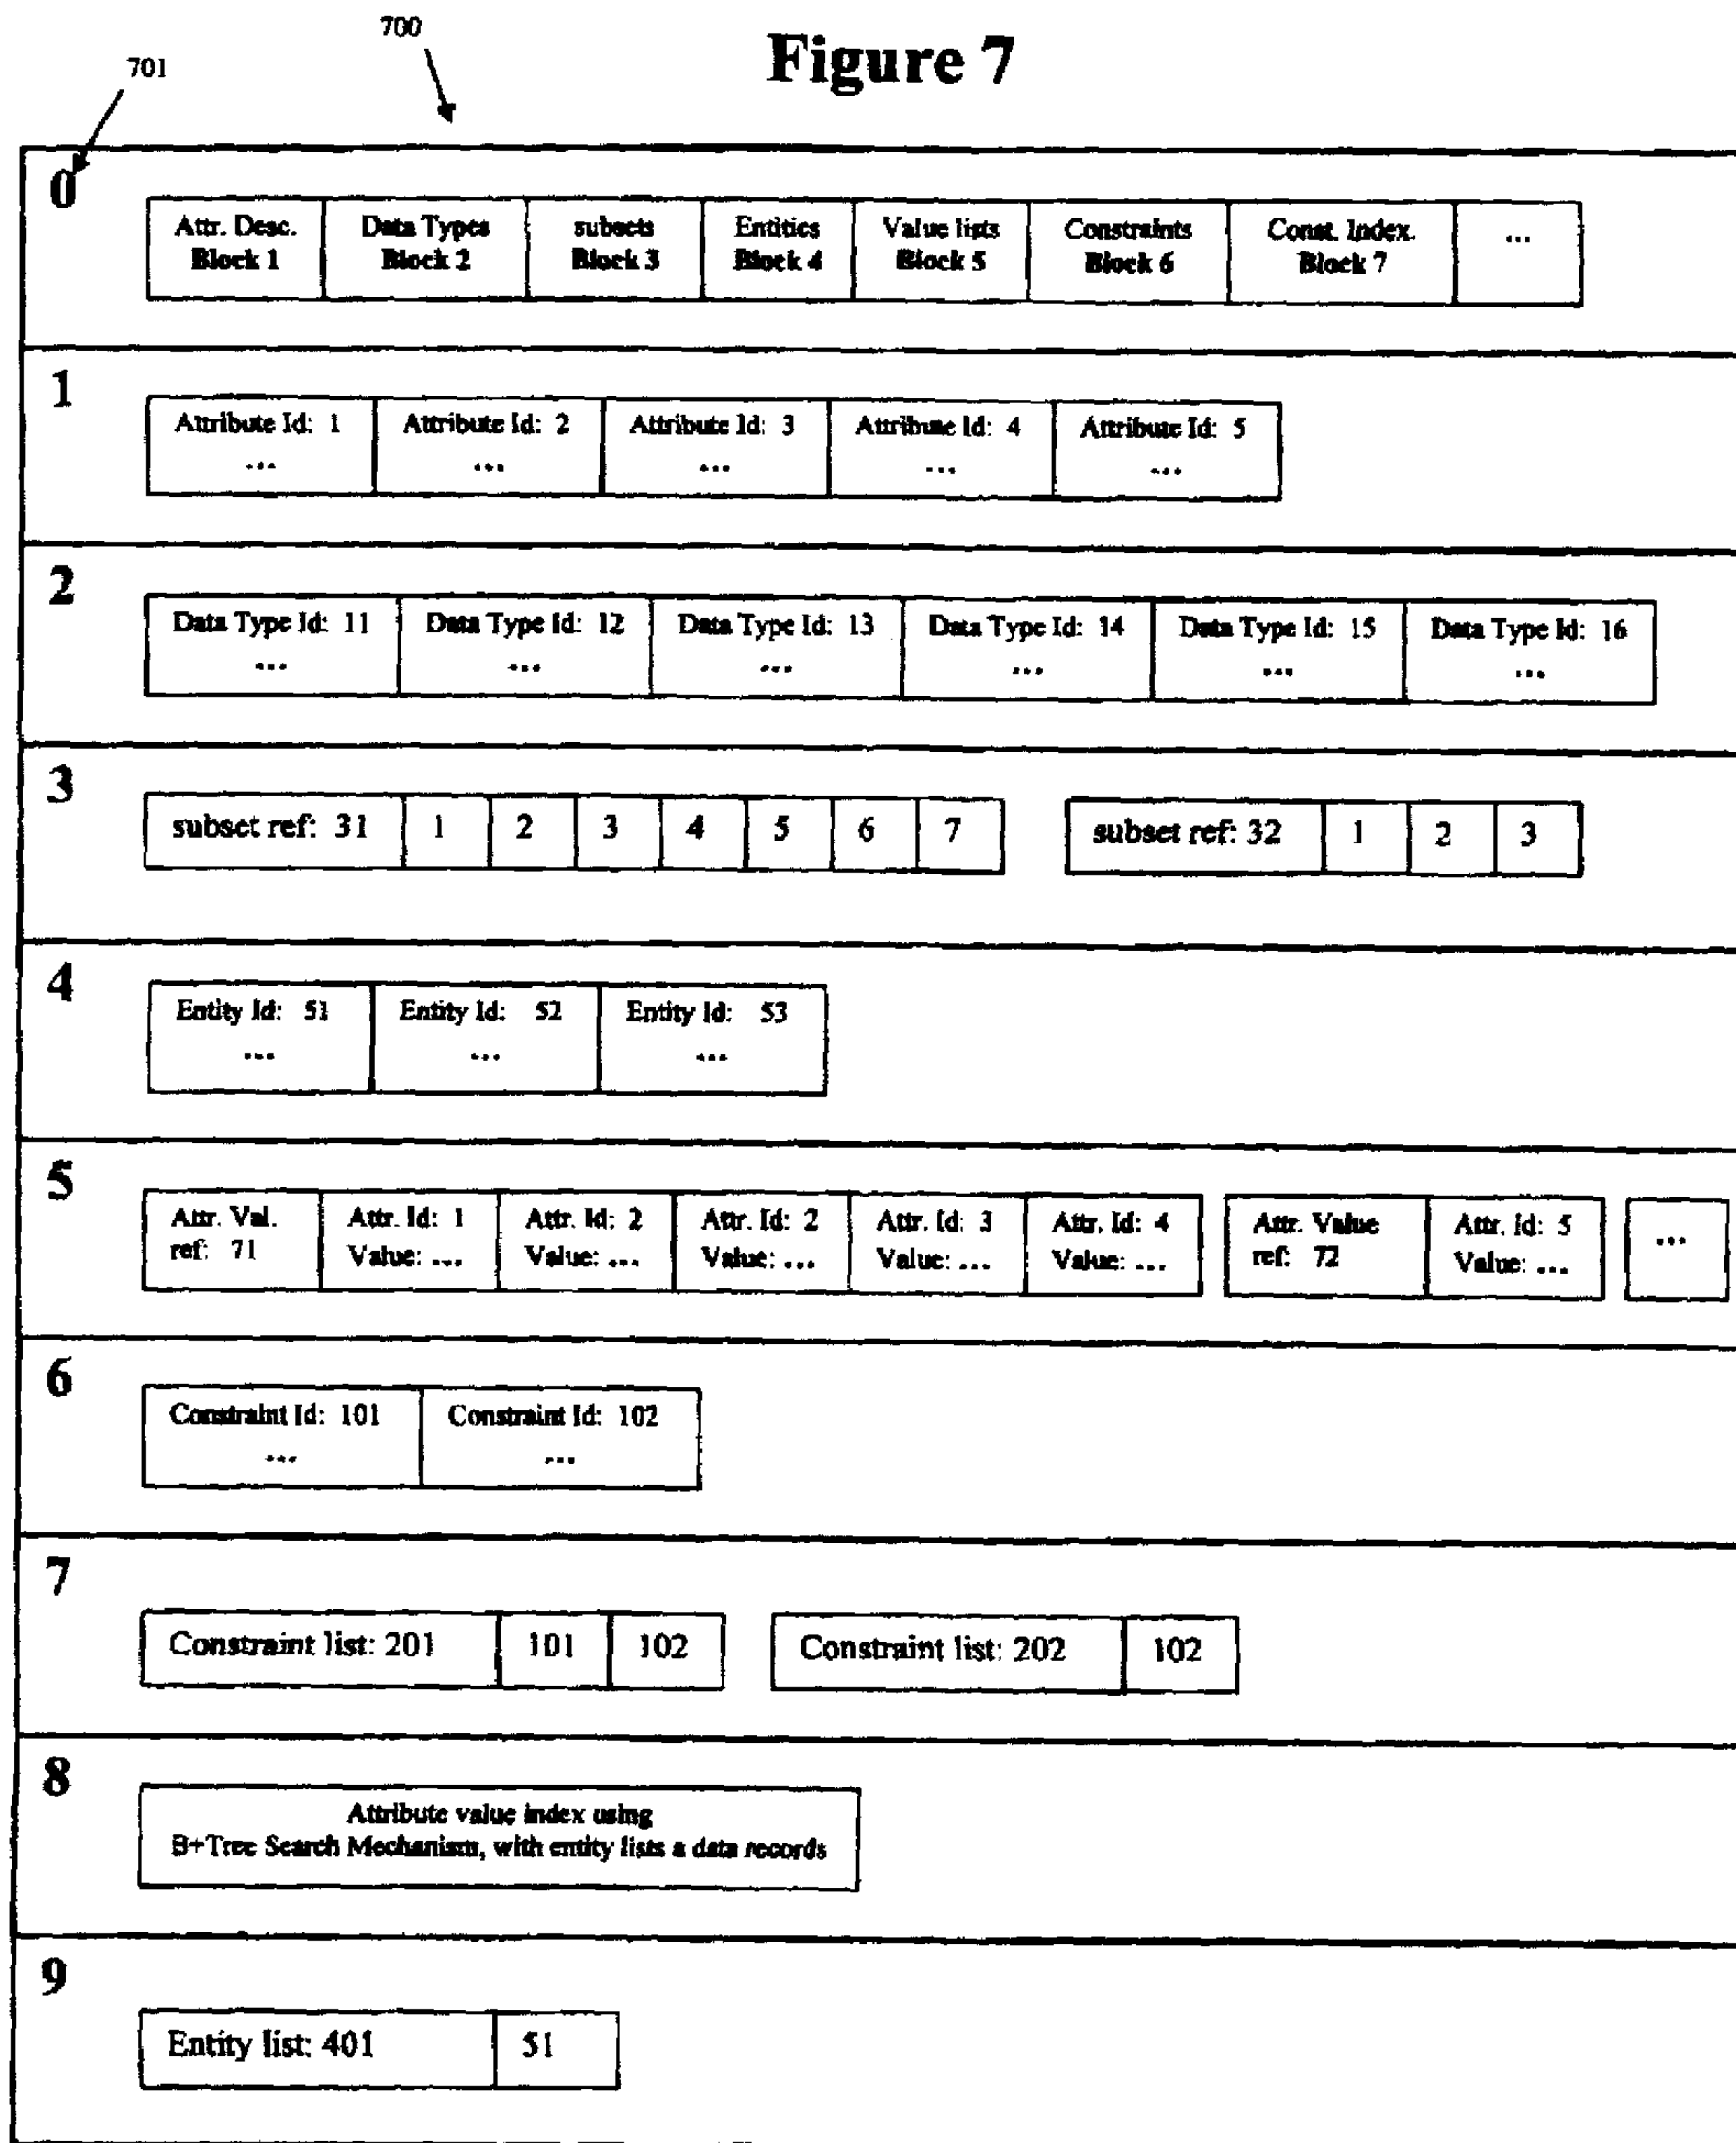 Figure 7
700
701
0
Attr. Desc. Data Types subsets Entities Value lists Constraints Const. Index. ...
Block 1 Block 2 Block 3 Block 4 Block 5 Block 6 Block 7
1
Attribute Id: 1 Attribute Id: 2 Attribute Id: 3 Attribute Id: 4 Attribute Id: 5
... ... ... ... ...
2
Data Type Id: 11 Data Type Id: 12 Data Type Id: 13 Data Type Id: 14 Data Type Id: 15 Data Type Id: 16
... ... ... ... ... ...
3
subset ref: 31 1 2 3 4 5 6 7 subset ref: 32 1 2 3
4
Entity Id: 51 Entity Id: 52 Entity Id: 53
... ... ...
5
Attr. Val. Attr. Id: 1 Attr. Id: 2 Attr. Id: 2 Attr. Id: 3 Attr. Id: 4 Attr. Value Attr. Id: 5 ...
ref: 71 Value: ... Value: ... Value: ... Value: ... Value: ... ref: 72 Value: ...
6
Constraint Id: 101 Constraint Id: 102
... ...
7
Constraint list: 201 101 102 Constraint list: 202 102
8
Attribute value index using
B+Tree Search Mechanism, with entity lists a data records
9
Entity list: 401 51